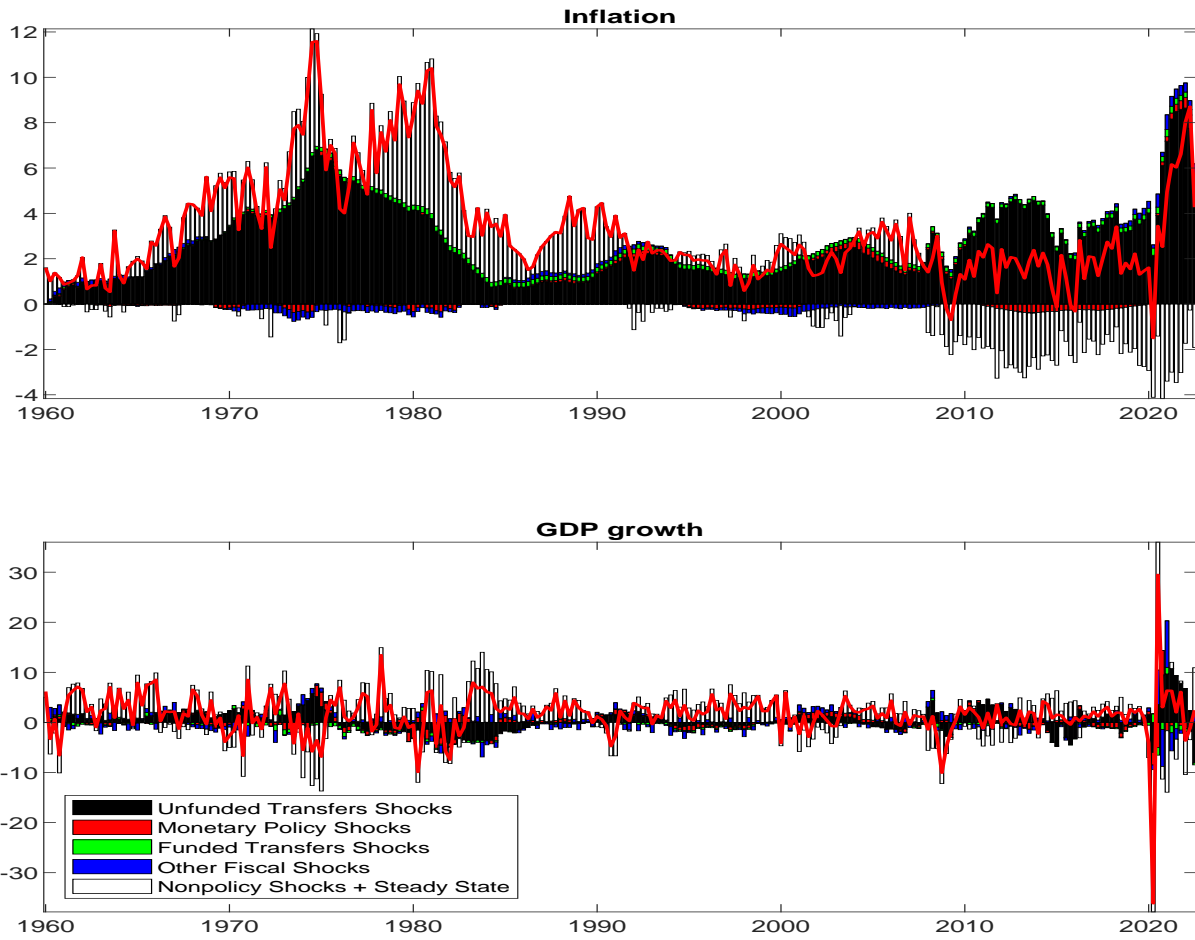 Inflation
12
10
8
6
4
2
0
-2
-4
1960 1970 1980 1990 2000 2010 2020
GDP growth
30
20
10
0
-10
-20
-30
Unfunded Transfers Shocks
Monetary Policy Shocks
Funded Transfers Shocks
Other Fiscal Shocks
Nonpolicy Shocks + Steady State
1960 1970 1980 1990 2000 2010 2020